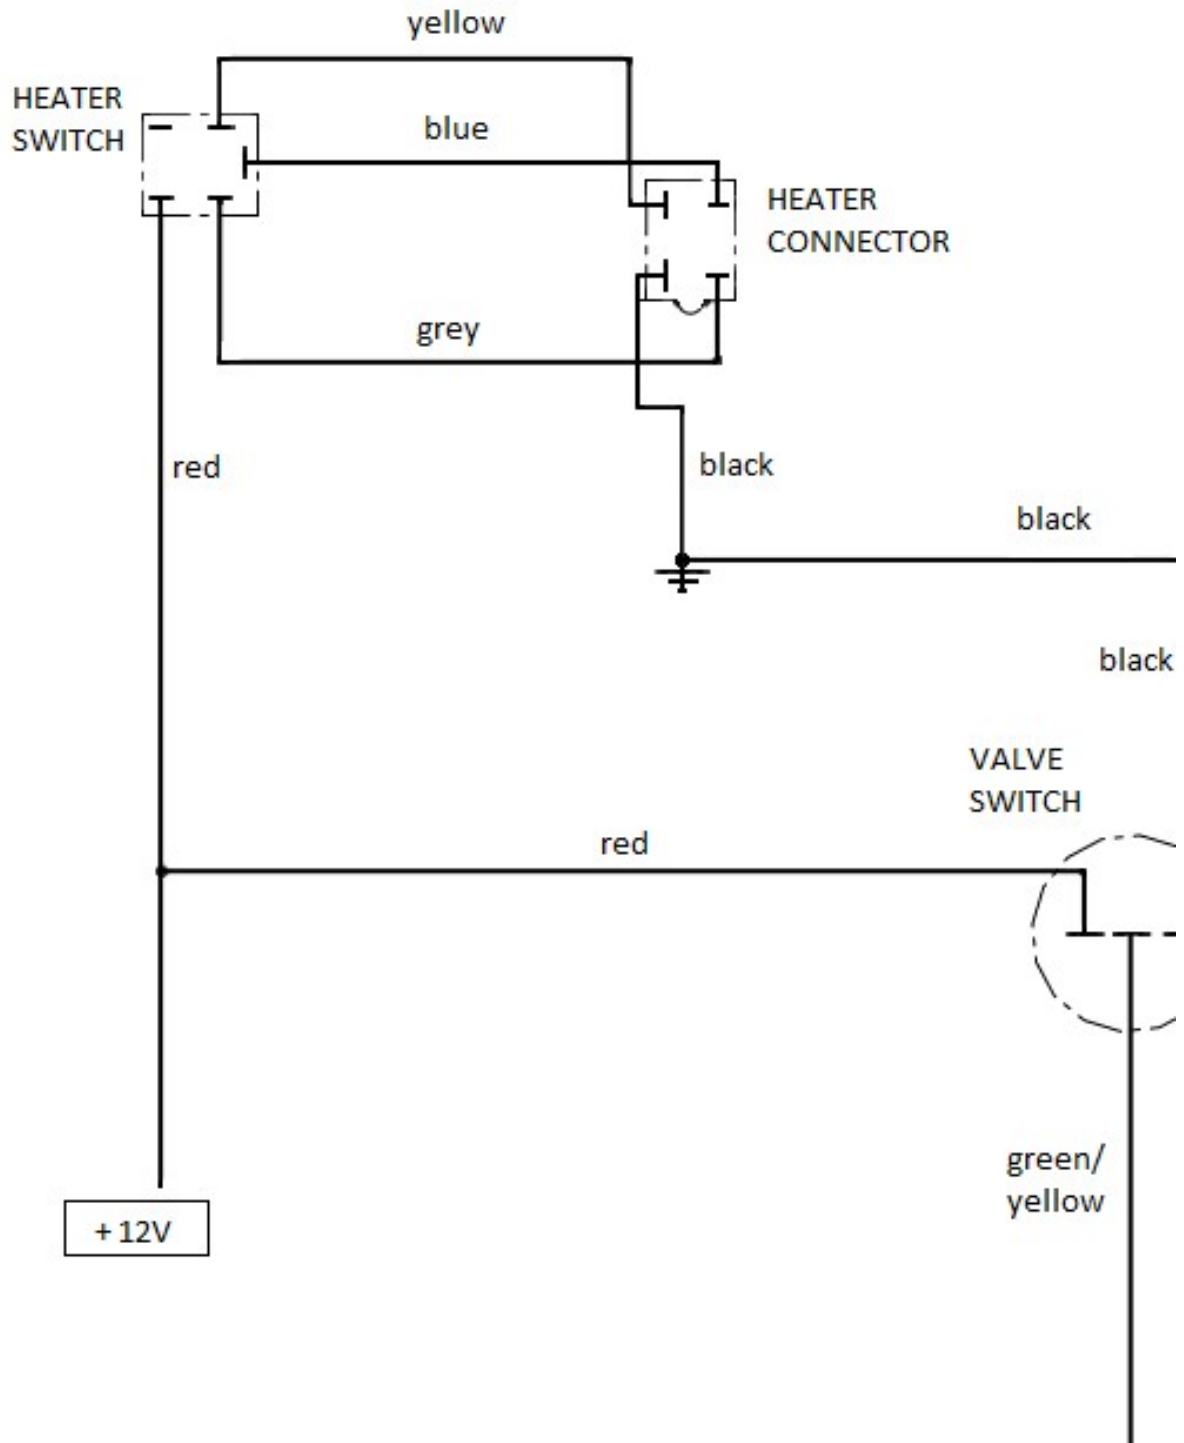 yellow
HEATER
SWITCH
blue
HEATER
CONNECTOR
grey
red
black
black
black
VALVE
SWITCH
red
green/
yellow
+ 12V